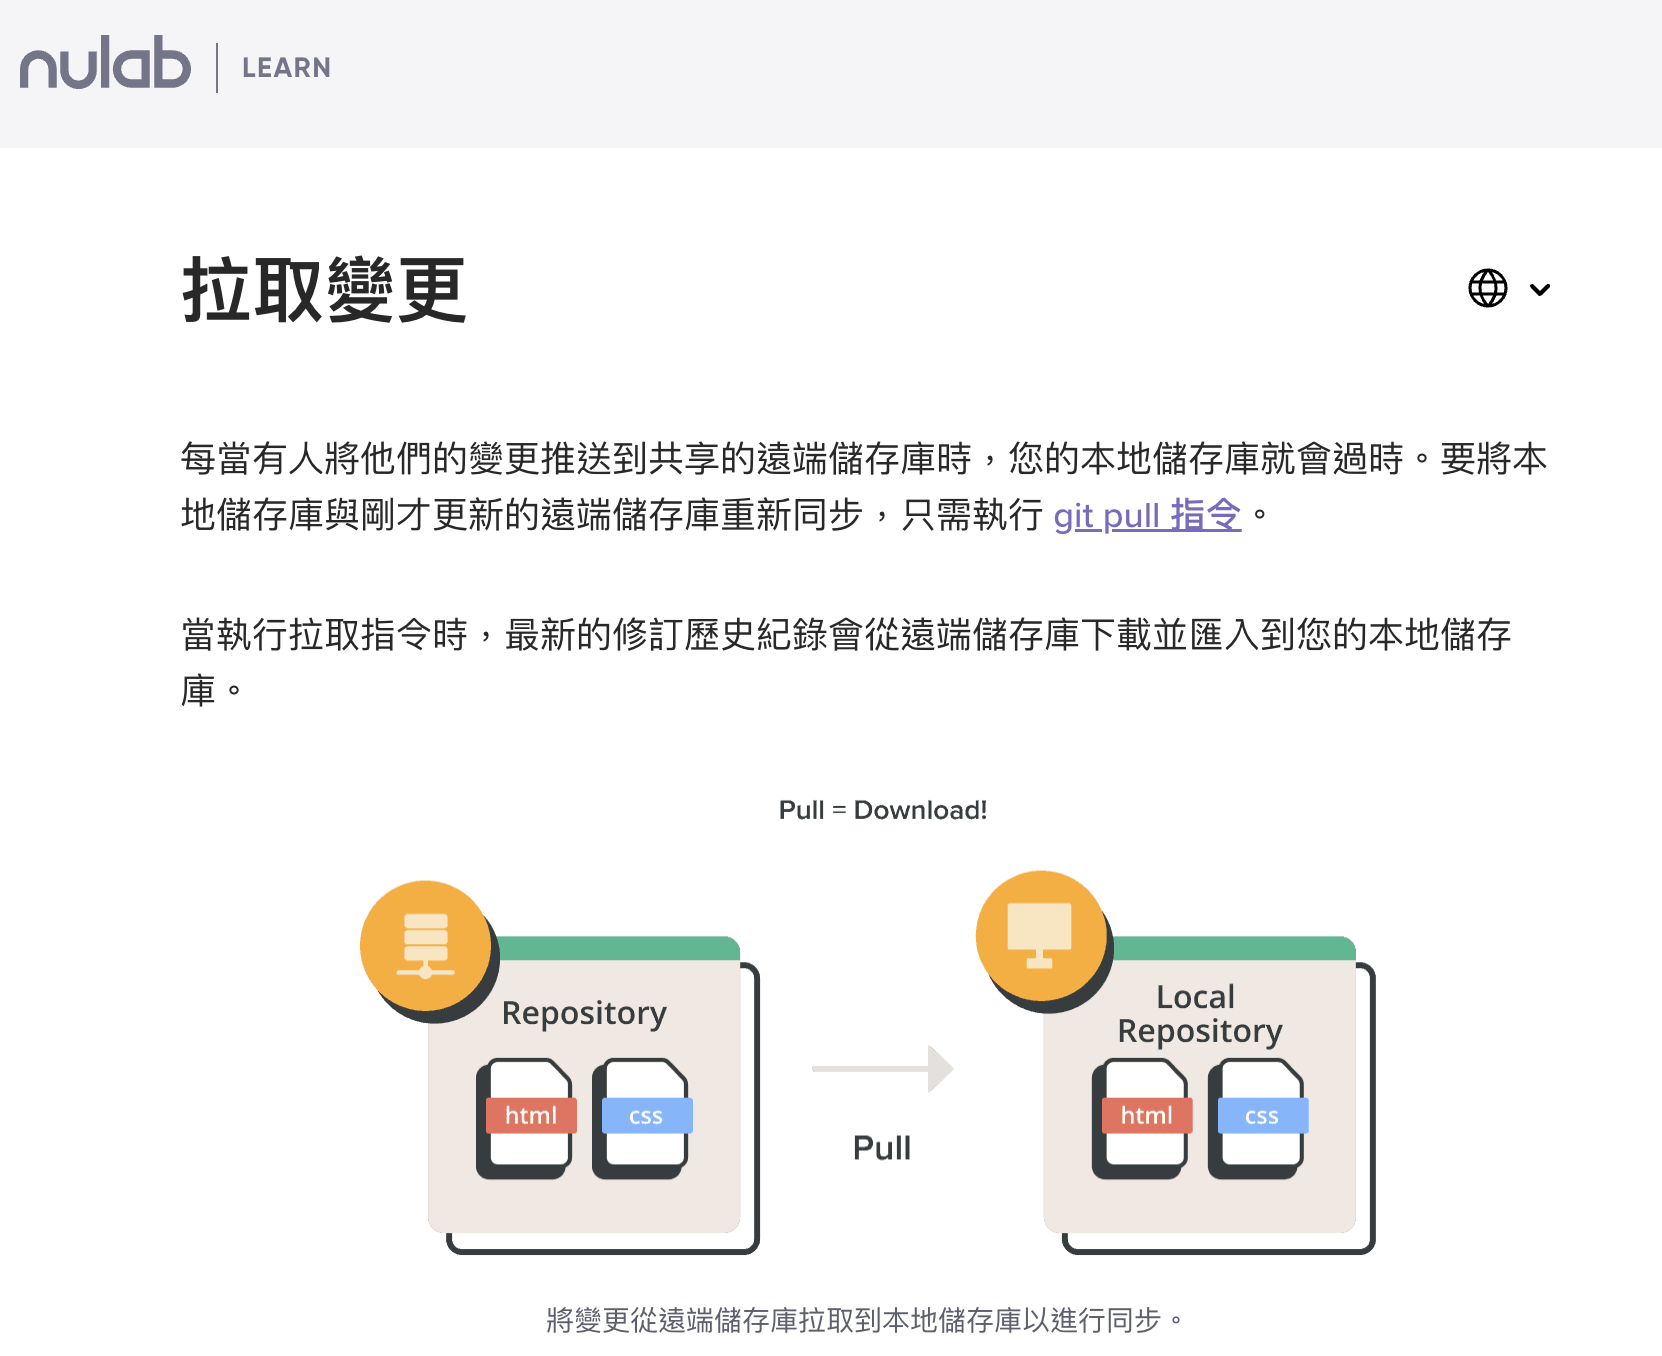 nulab | LEARN
拉取變更
每當有人將他們的變更推送到共享的遠端儲存庫時，您的本地儲存庫就會過時。要將本
地儲存庫與剛才更新的遠端儲存庫重新同步，只需執行 git pull 指令。
當執行拉取指令時，最新的修訂歷史紀錄會從遠端儲存庫下載並匯入到您的本地儲存
庫。
Pull = Download!
Repository
html
css
Pull
Local
Repository
html
css
將變更從遠端儲存庫拉取到本地儲存庫以進行同步。